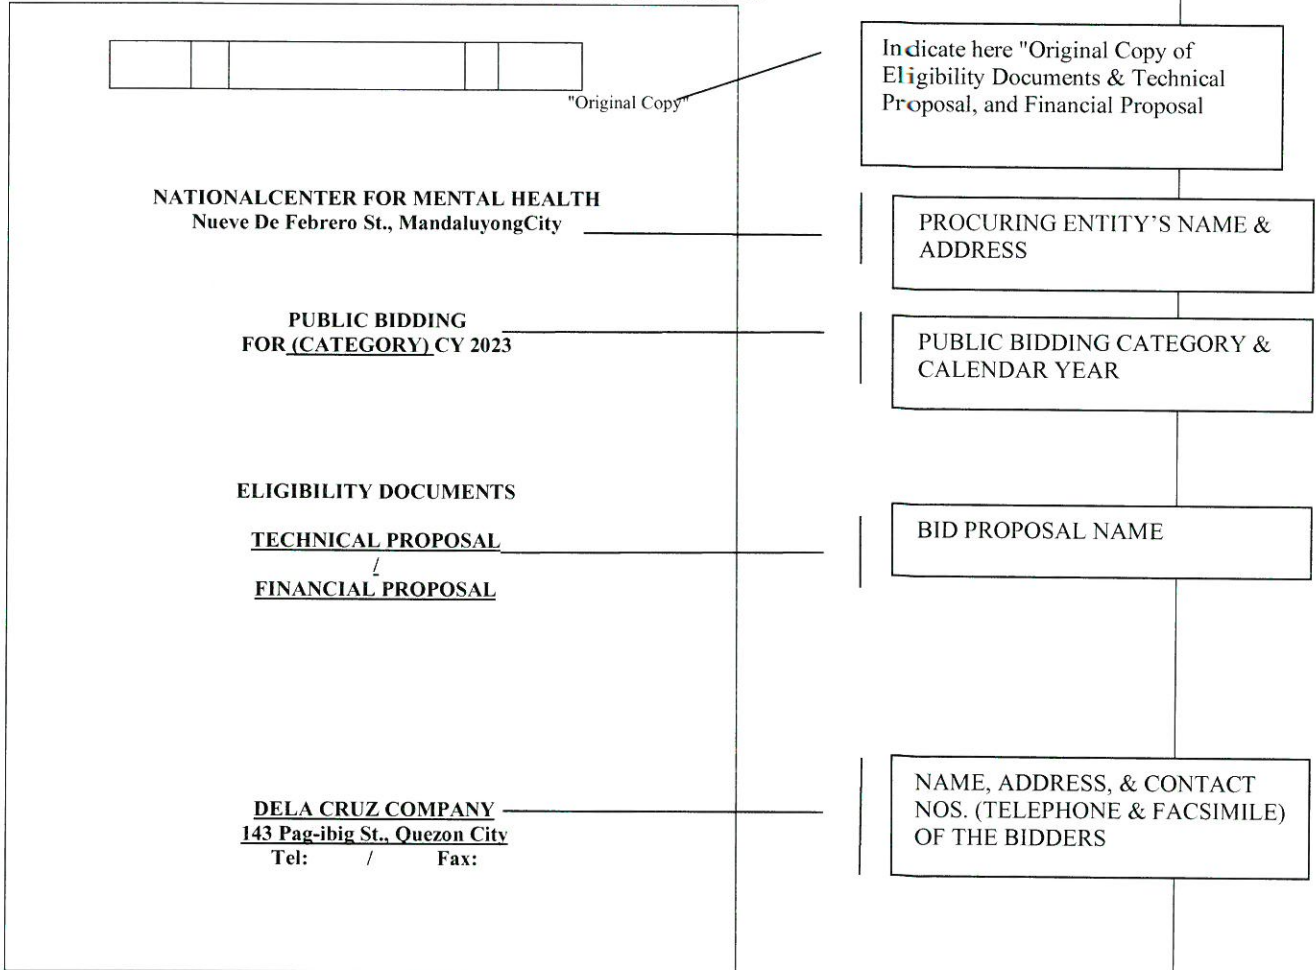 "Original Copy"
Indicate here "Original Copy of
Eligibility Documents & Technical
Proposal, and Financial Proposal
NATIONALCENTER FOR MENTAL HEALTH
Nueve De Febrero St., MandaluyongCity
PROCURING ENTITY'S NAME &
ADDRESS
PUBLIC BIDDING
FOR (CATEGORY) CY 2023
PUBLIC BIDDING CATEGORY &
CALENDAR YEAR
ELIGIBILITY DOCUMENTS
TECHNICAL PROPOSAL
/
FINANCIAL PROPOSAL
BID PROPOSAL NAME
DELA CRUZ COMPANY
143 Pag-ibig St., Quezon City
Tel: / Fax:
NAME, ADDRESS, & CONTACT
NOS. (TELEPHONE & FACSIMILE)
OF THE BIDDERS